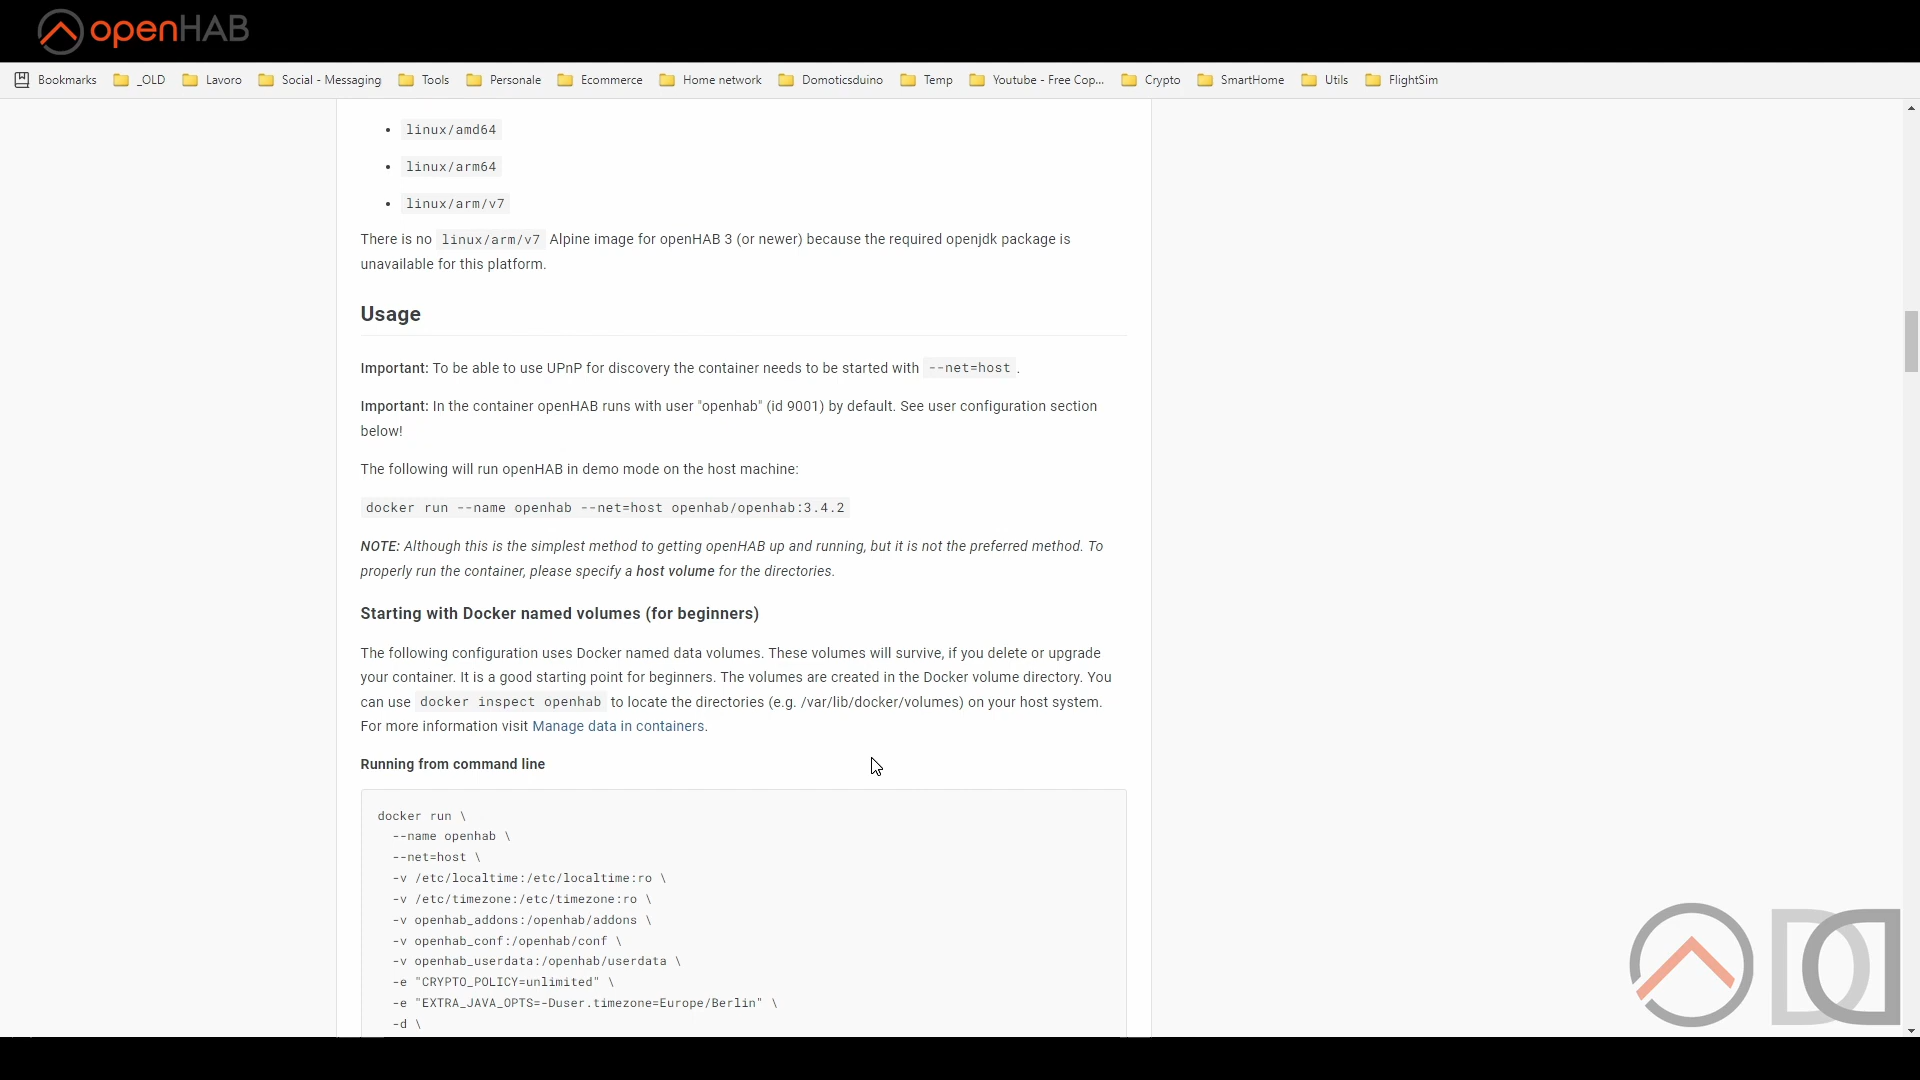 openHAB
Bookmarks _OLD Lavoro Social - Messaging Tools Personale Ecommerce Home network Domoticsduino Temp Youtube - Free Cop... Crypto SmartHome Utils FlightSim
• linux/amd64
• linux/arm64
• linux/arm/v7
There is no linux/arm/v7 Alpine image for openHAB 3 (or newer) because the required openjdk package is
unavailable for this platform.
Usage
Important: To be able to use UPnP for discovery the container needs to be started with --net=host .
Important: In the container openHAB runs with user "openhab" (id 9001) by default. See user configuration section
below!
The following will run openHAB in demo mode on the host machine:
docker run --name openhab --net=host openhab/openhab:3.4.2
NOTE: Although this is the simplest method to getting openHAB up and running, but it is not the preferred method. To
properly run the container, please specify a host volume for the directories.
Starting with Docker named volumes (for beginners)
The following configuration uses Docker named data volumes. These volumes will survive, if you delete or upgrade
your container. It is a good starting point for beginners. The volumes are created in the Docker volume directory. You
can use docker inspect openhab to locate the directories (e.g. /var/lib/docker/volumes) on your host system.
For more information visit Manage data in containers.
Running from command line
docker run \
--name openhab \
--net=host \
-v /etc/localtime:/etc/localtime:ro \
-v /etc/timezone:/etc/timezone:ro \
-v openhab_addons:/openhab/addons \
-v openhab_conf:/openhab/conf \
-v openhab_userdata:/openhab/userdata \
-e "CRYPTO_POLICY=unlimited" \
-e "EXTRA_JAVA_OPTS=-Duser.timezone=Europe/Berlin" \
-d \